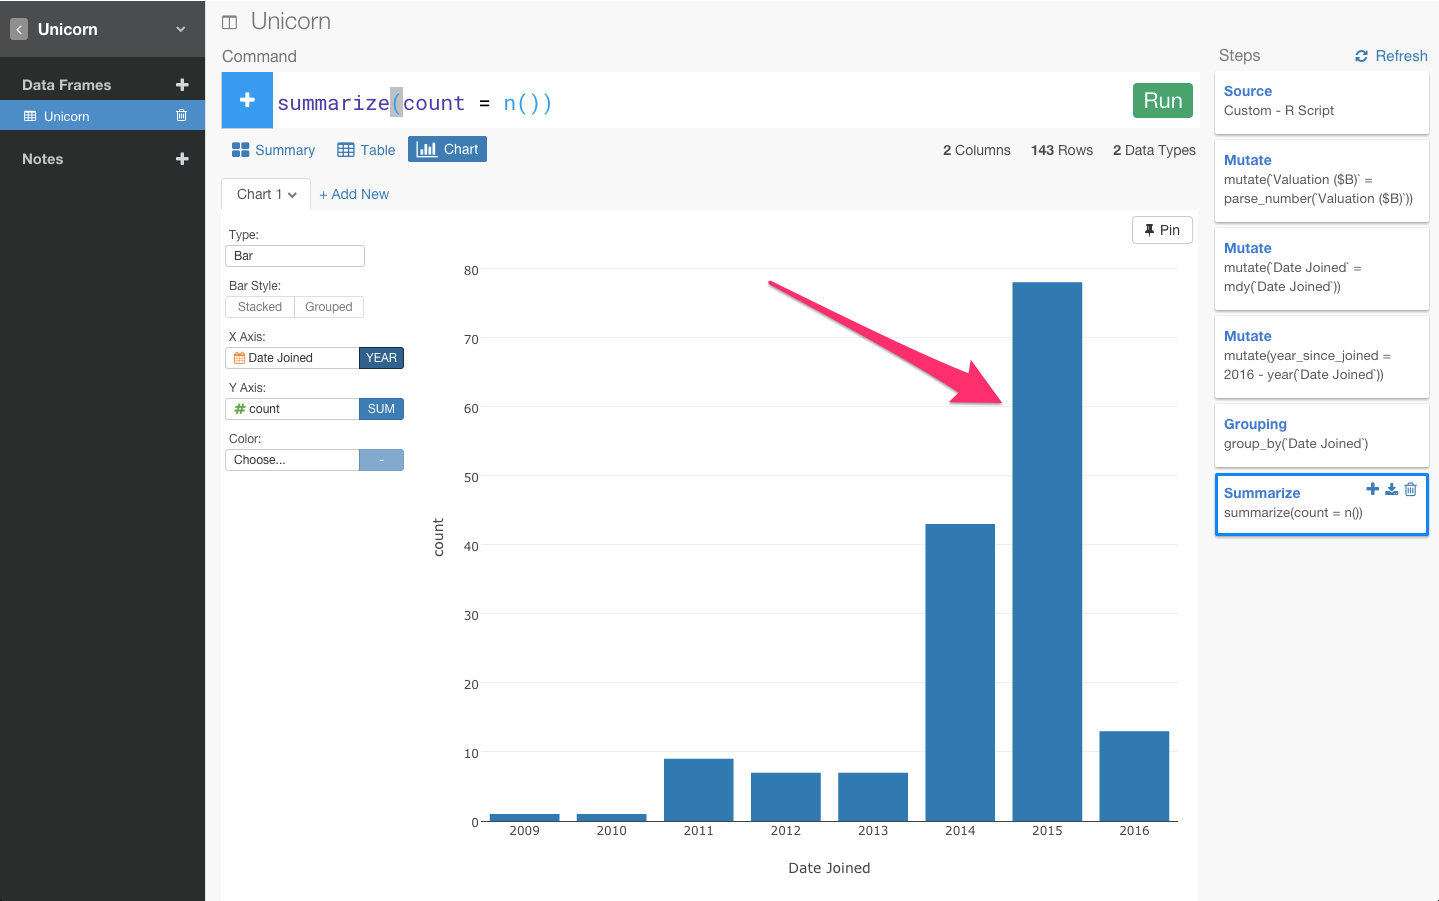 Unicorn
Data Frames
Unicorn
Notes
Unicorn
Command
summarize(count = n())
Run
Summary
Table
Chart
2 Columns 143 Rows 2 Data Types
Chart 1
+ Add New
Pin
Type:
Bar
Bar Style:
Stacked Grouped
X Axis:
Date Joined YEAR
Y Axis:
# count SUM
Color:
Choose... -
80
70
60
50
40
30
20
10
0
count
2009 2010 2011 2012 2013 2014 2015 2016
Date Joined
Steps
Refresh
Source
Custom - R Script
Mutate
mutate(`Valuation ($B)` =
parse_number(`Valuation ($B)`))
Mutate
mutate(`Date Joined` =
mdy(`Date Joined`))
Mutate
mutate(year_since_joined =
2016 - year(`Date Joined`))
Grouping
group_by(`Date Joined`)
Summarize
summarize(count = n())